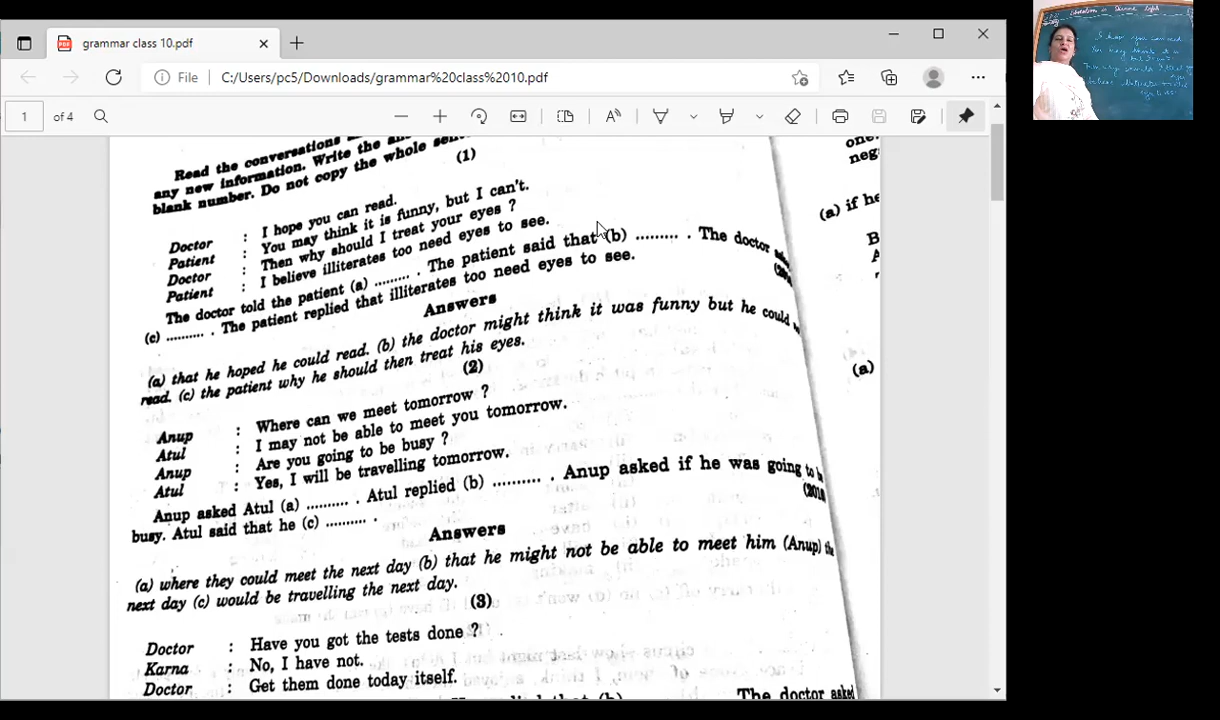 grammar class 10.pdf
File C:/Users/pc5/Downloads/grammar%20class%2010.pdf
1 of 4
Read the conversations
any new information. Write the
blank number. Do not copy the whole
(1)
Doctor : I hope you can read.
Patient : You may think it is funny, but I can't.
Doctor : Then why should I treat your eyes ?
Patient : I believe illiterates too need eyes to see.
The doctor told the patient (a) ......... . The patient said that (b) ......... . The doctor
(c) .......... . The patient replied that illiterates too need eyes to see.
Answers
(a) that he hoped he could read. (b) the doctor might think it was funny but he could
read. (c) the patient why he should then treat his eyes.
(2)
Anup : Where can we meet tomorrow ?
Atul : I may not be able to meet you tomorrow.
Anup : Are you going to be busy ?
Atul : Yes, I will be travelling tomorrow.
Anup asked Atul (a) .......... . Atul replied (b) .......... . Anup asked if he was going to
busy. Atul said that he (c) .......... .
Answers
(a) where they could meet the next day (b) that he might not be able to meet him (Anup) the
next day (c) would be travelling the next day.
(3)
Doctor : Have you got the tests done ?
Karna : No, I have not.
Doctor : Get them done today itself.
that (b) The doctor asked
(a) if he
(a)
I hope you can read